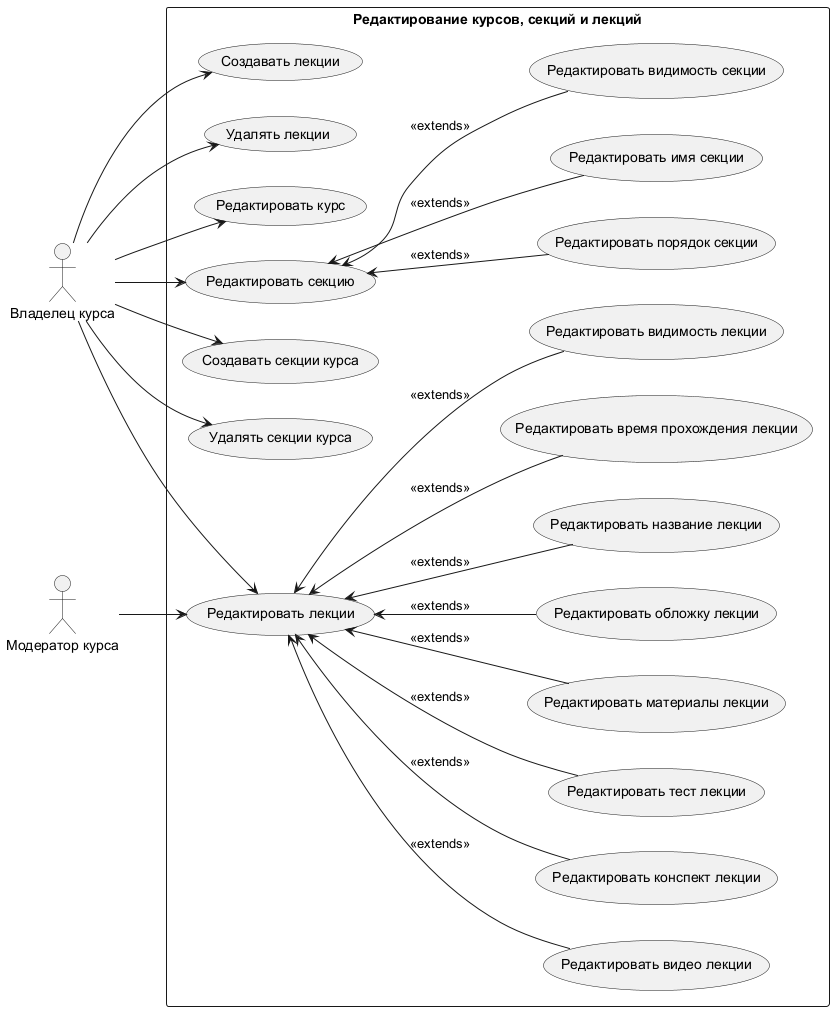 Редактирование курсов, секций и лекций
Создавать лекции
Редактировать видимость секции
«extends»
Удалять лекции
Редактировать имя секции
«extends»
Редактировать курс
Редактировать порядок секции
«extends»
Редактировать секцию
Владелец курса
Редактировать видимость лекции
Создавать секции курса
«extends»
Редактировать время прохождения лекции
Удалять секции курса
«extends»
Редактировать название лекции
«extends»
Редактировать лекции
«extends»
Редактировать обложку лекции
Модератор курса
«extends»
Редактировать материалы лекции
«extends»
Редактировать тест лекции
«extends»
Редактировать конспект лекции
«extends»
Редактировать видео лекции